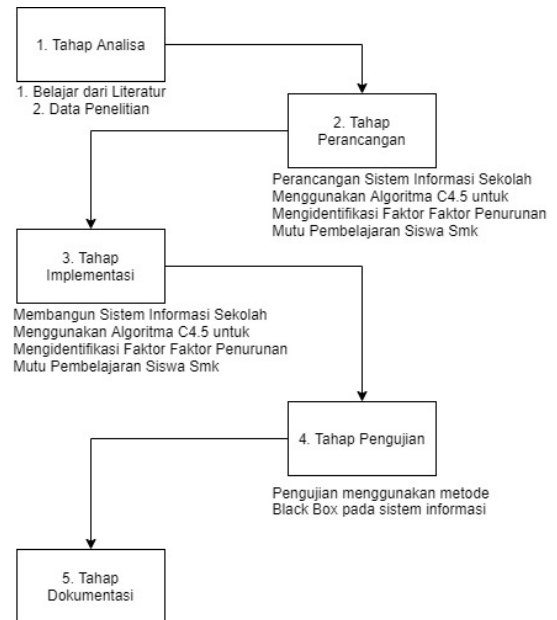 1. Tahap Analisa
1. Belajar dari Literatur
2. Data Penelitian
2. Tahap
Perancangan
Perancangan Sistem Informasi Sekolah
Menggunakan Algoritma C4.5 untuk
Mengidentifikasi Faktor Faktor Penurunan
Mutu Pembelajaran Siswa Smk
3. Tahap
Implementasi
Membangun Sistem Informasi Sekolah
Menggunakan Algoritma C4.5 untuk
Mengidentifikasi Faktor Faktor Penurunan
Mutu Pembelajaran Siswa Smk
4. Tahap Pengujian
Pengujian menggunakan metode
Black Box pada sistem informasi
5. Tahap
Dokumentasi